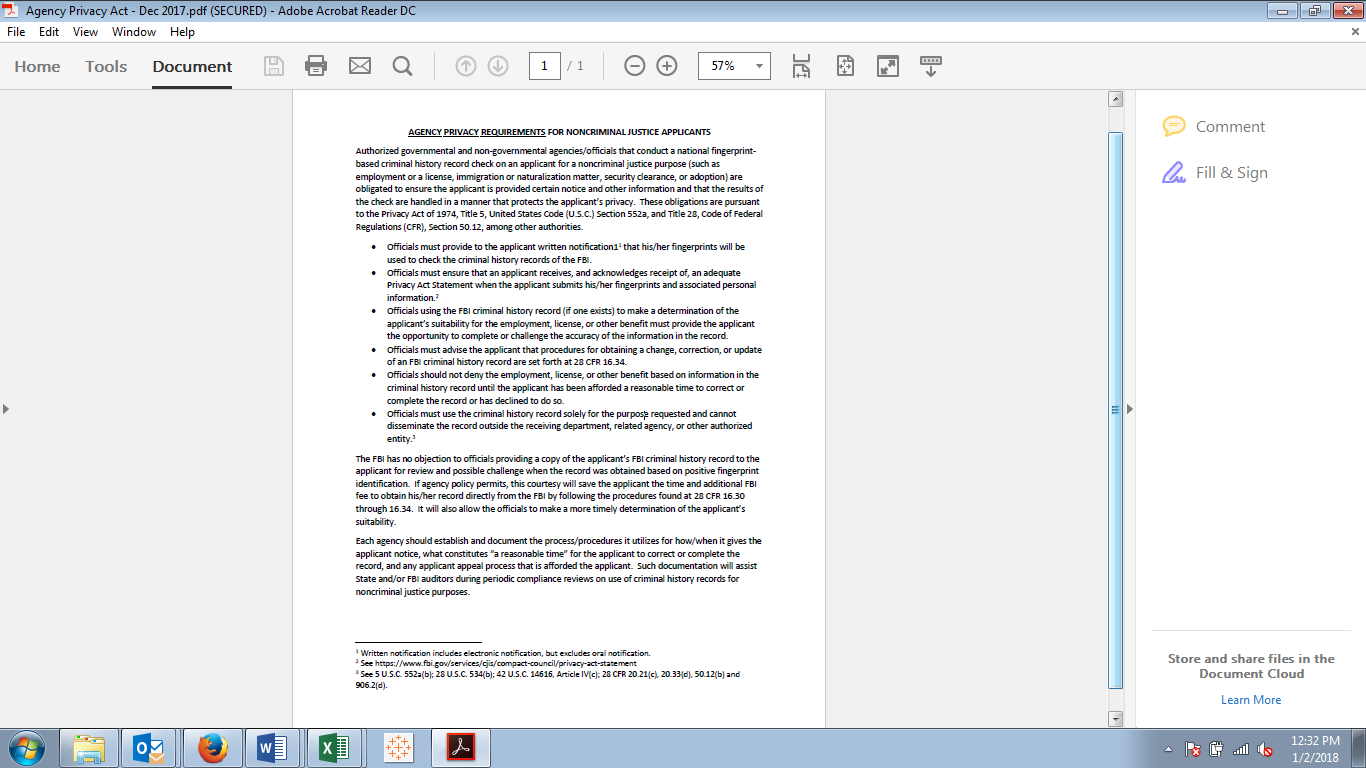 Agency Privacy Act - Dec 2017.pdf (SECURED) - Adobe Acrobat Reader DC
File Edit View Window Help
Home Tools Document 1 / 1 57%
AGENCY PRIVACY REQUIREMENTS FOR NONCRIMINAL JUSTICE APPLICANTS
Authorized governmental and non-governmental agencies/officials that conduct a national fingerprint-
based criminal history record check on an applicant for a noncriminal justice purpose (such as
employment or a license, immigration or naturalization matter, security clearance, or adoption) are
obligated to ensure the applicant is provided certain notice and other information and that the results of
the check are handled in a manner that protects the applicant's privacy. These obligations are pursuant
to the Privacy Act of 1974, Title 5, United States Code (U.S.C.) Section 552a, and Title 28, Code of Federal
Regulations (CFR), Section 50.12, among other authorities.
• Officials must provide to the applicant written notification1¹ that his/her fingerprints will be
used to check the criminal history records of the FBI.
• Officials must ensure that an applicant receives, and acknowledges receipt of, an adequate
Privacy Act Statement when the applicant submits his/her fingerprints and associated personal
information.²
• Officials using the FBI criminal history record (if one exists) to make a determination of the
applicant's suitability for the employment, license, or other benefit must provide the applicant
the opportunity to complete or challenge the accuracy of the information in the record.
• Officials must advise the applicant that procedures for obtaining a change, correction, or update
of an FBI criminal history record are set forth at 28 CFR 16.34.
• Officials should not deny the employment, license, or other benefit based on information in the
criminal history record until the applicant has been afforded a reasonable time to correct or
complete the record or has declined to do so.
• Officials must use the criminal history record solely for the purpose requested and cannot
disseminate the record outside the receiving department, related agency, or other authorized
entity.³
The FBI has no objection to officials providing a copy of the applicant's FBI criminal history record to the
applicant for review and possible challenge when the record was obtained based on positive fingerprint
identification. If agency policy permits, this courtesy will save the applicant the time and additional FBI
fee to obtain his/her record directly from the FBI by following the procedures found at 28 CFR 16.30
through 16.34. It will also allow the officials to make a more timely determination of the applicant's
suitability.
Each agency should establish and document the process/procedures it utilizes for how/when it gives the
applicant notice, what constitutes "a reasonable time" for the applicant to correct or complete the
record, and any applicant appeal process that is afforded the applicant. Such documentation will assist
State and/or FBI auditors during periodic compliance reviews on use of criminal history records for
noncriminal justice purposes.
¹ Written notification includes electronic notification, but excludes oral notification.
² See https://www.fbi.gov/services/cjis/compact-council/privacy-act-statement
³ See 5 U.S.C. 552a(b); 28 U.S.C. 534(b); 42 U.S.C. 14616, Article IV(c); 28 CFR 20.21(c), 20.33(d), 50.12(b) and
906.2(d).
Comment
Fill & Sign
Store and share files in the
Document Cloud
Learn More
12:32 PM
1/2/2018